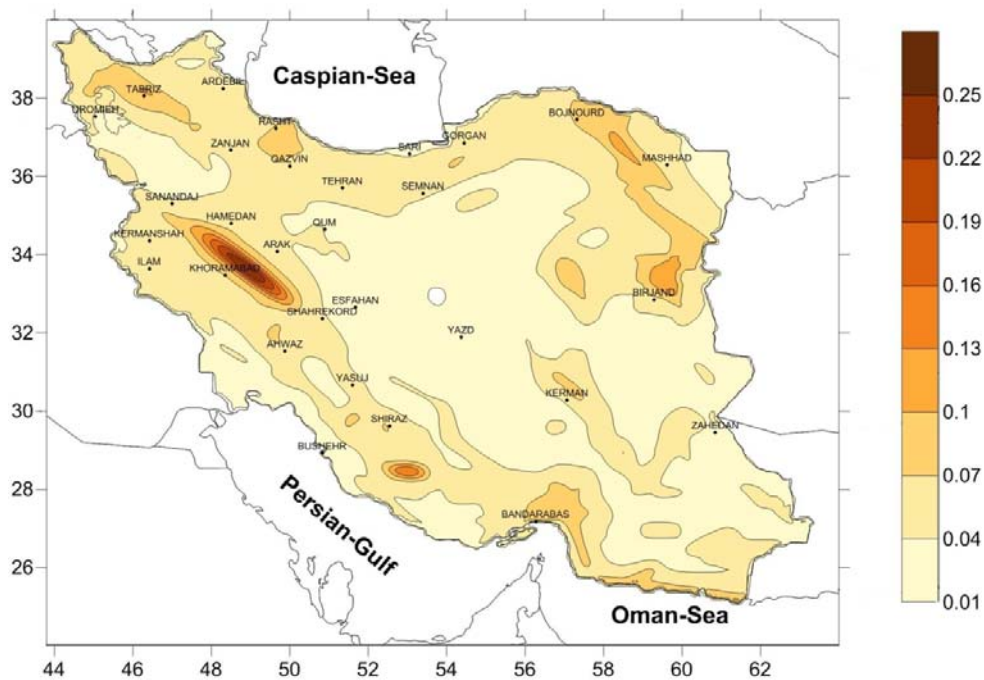 Caspian-Sea
ARDEBIL
TABRIZ
UROMIEH
RASHT
ZANJAN
QAZVIN
SARI
GORGAN
BOJNOURD
MASHHAD
TEHRAN
SEMNAN
SANANDAJ
HAMEDAN
QUM
KERMANSHAH
ARAK
ILAM
KHORAMABAD
BIRJAND
ESFAHAN
SHAHREKORD
YAZD
AHWAZ
YASUJ
KERMAN
SHIRAZ
ZAHEDAN
BUSHEHR
BANDARABAS
Persian-Gulf
Oman-Sea
38
36
34
32
30
28
26
44 46 48 50 52 54 56 58 60 62
0.25
0.22
0.19
0.16
0.13
0.1
0.07
0.04
0.01